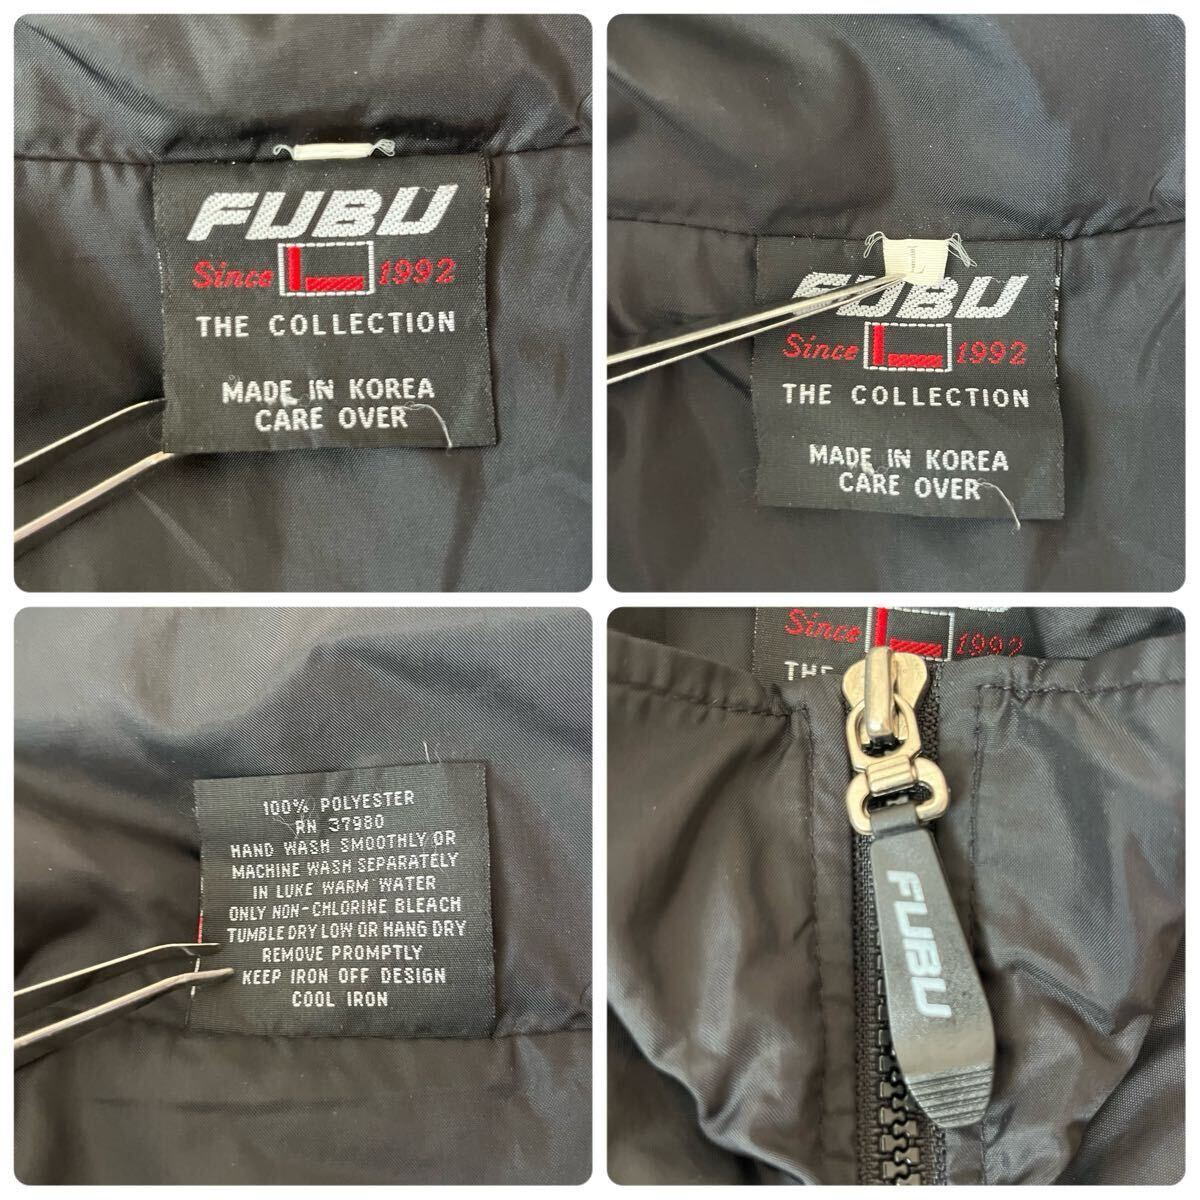 FUBU
Since 1992
THE COLLECTION
MADE IN KOREA
CARE OVER
L
FUBU
Since 1992
THE COLLECTION
MADE IN KOREA
CARE OVER
100% POLYESTER
RN 37980
HAND WASH SMOOTHLY OR
MACHINE WASH SEPARATELY
IN LUKE WARM WATER
ONLY NON-CHLORINE BLEACH
TUMBLE DRY LOW OR HANG DRY
REMOVE PROMPTLY
KEEP IRON OFF DESIGN
COOL IRON
Since 1992
THE
FUBU